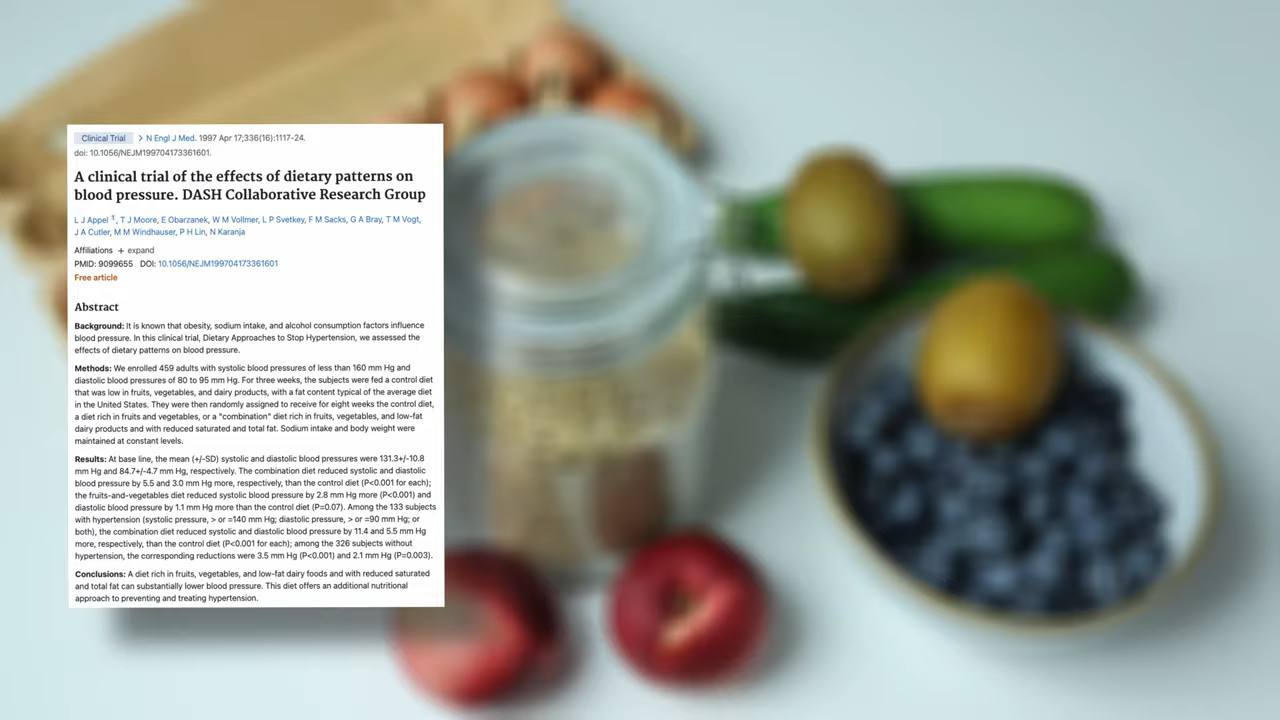 Clinical Trial > N Engl J Med. 1997 Apr 17;336(16):1117-24.
doi: 10.1056/NEJM199704173361601.
A clinical trial of the effects of dietary patterns on
blood pressure. DASH Collaborative Research Group
L J Appel 1, T J Moore, E Obarzanek, W M Vollmer, L P Svetkey, F M Sacks, G A Bray, T M Vogt,
J A Cutler, M M Windhauser, P H Lin, N Karanja
Affiliations + expand
PMID: 9099655 DOI: 10.1056/NEJM199704173361601
Free article
Abstract
Background: It is known that obesity, sodium intake, and alcohol consumption factors influence
blood pressure. In this clinical trial, Dietary Approaches to Stop Hypertension, we assessed the
effects of dietary patterns on blood pressure.
Methods: We enrolled 459 adults with systolic blood pressures of less than 160 mm Hg and
diastolic blood pressures of 80 to 95 mm Hg. For three weeks, the subjects were fed a control diet
that was low in fruits, vegetables, and dairy products, with a fat content typical of the average diet
in the United States. They were then randomly assigned to receive for eight weeks the control diet,
a diet rich in fruits and vegetables, or a "combination" diet rich in fruits, vegetables, and low-fat
dairy products and with reduced saturated and total fat. Sodium intake and body weight were
maintained at constant levels.
Results: At base line, the mean (+/-SD) systolic and diastolic blood pressures were 131.3+/-10.8
mm Hg and 84.7+/-4.7 mm Hg, respectively. The combination diet reduced systolic and diastolic
blood pressure by 5.5 and 3.0 mm Hg more, respectively, than the control diet (P<0.001 for each);
the fruits-and-vegetables diet reduced systolic blood pressure by 2.8 mm Hg more (P<0.001) and
diastolic blood pressure by 1.1 mm Hg more than the control diet (P=0.07). Among the 133 subjects
with hypertension (systolic pressure, > or =140 mm Hg; diastolic pressure, > or =90 mm Hg; or
both), the combination diet reduced systolic and diastolic blood pressure by 11.4 and 5.5 mm Hg
more, respectively, than the control diet (P<0.001 for each); among the 326 subjects without
hypertension, the corresponding reductions were 3.5 mm Hg (P<0.001) and 2.1 mm Hg (P=0.003).
Conclusions: A diet rich in fruits, vegetables, and low-fat dairy foods and with reduced saturated
and total fat can substantially lower blood pressure. This diet offers an additional nutritional
approach to preventing and treating hypertension.